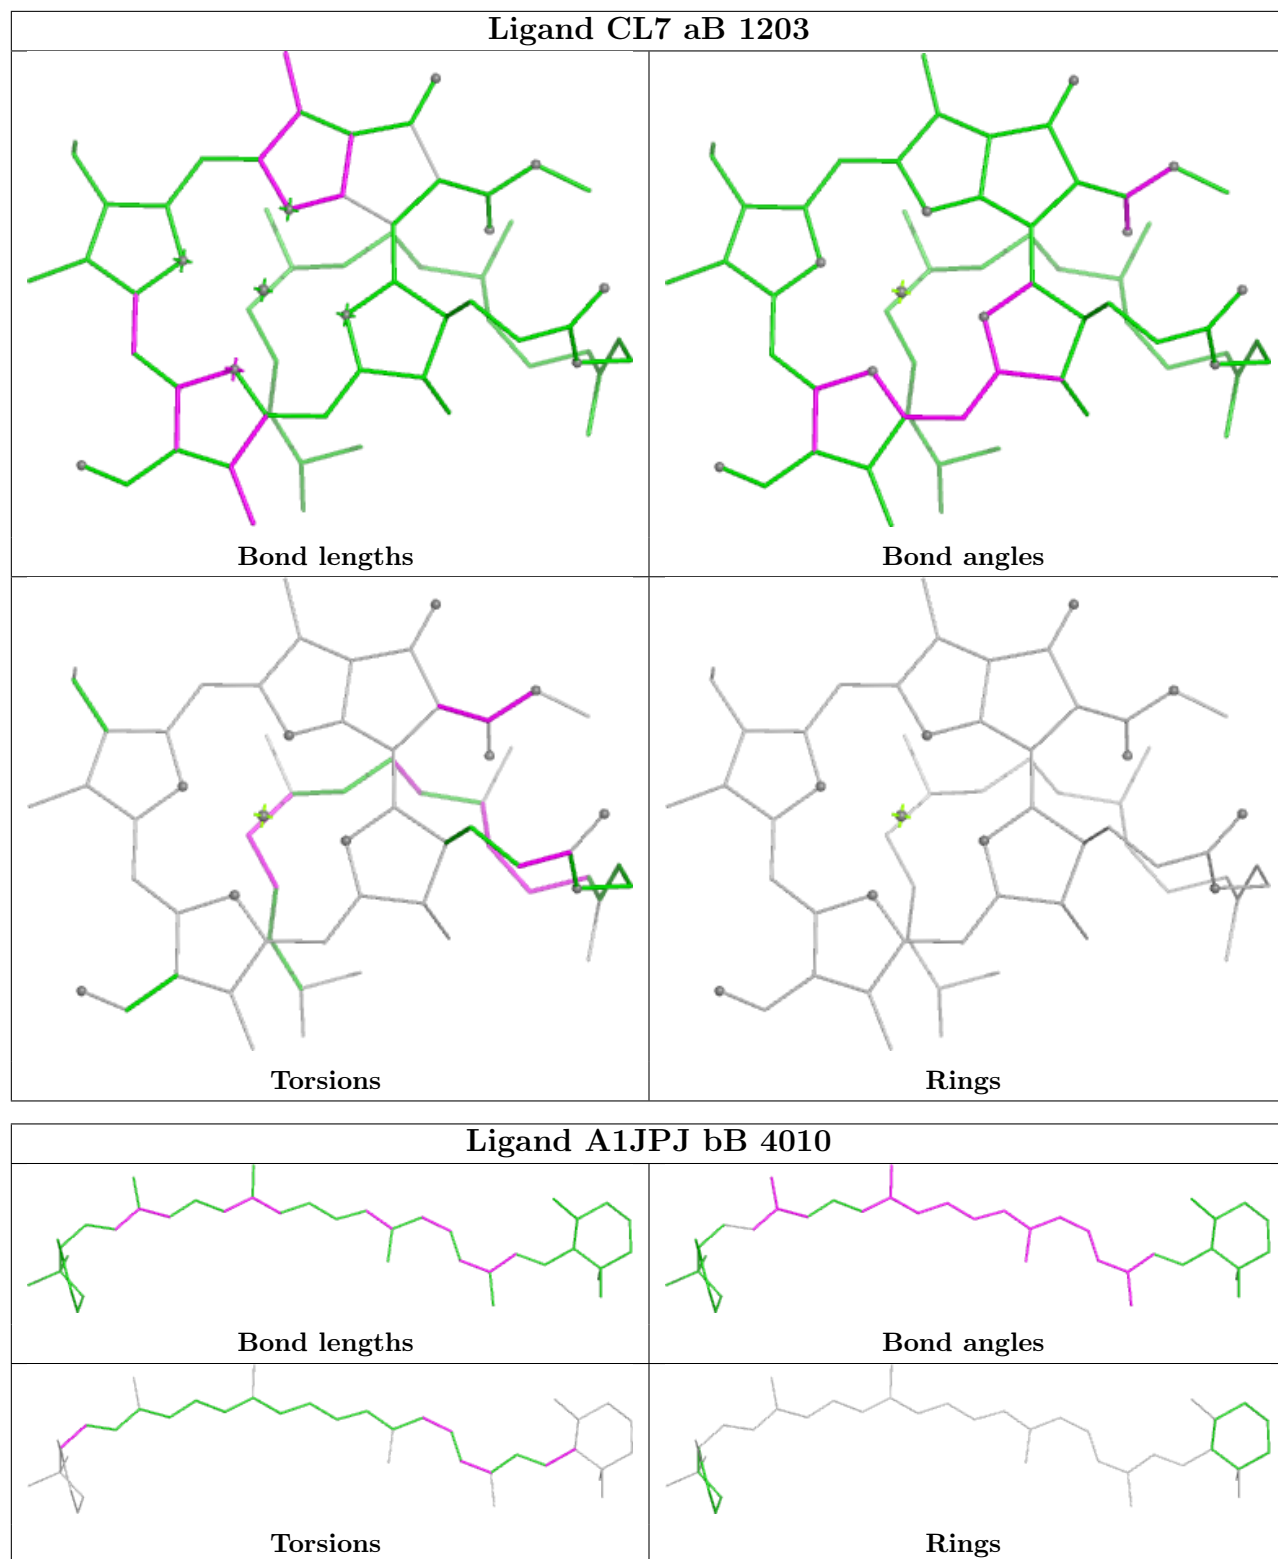 Ligand CL7 aB 1203
Bond lengths
Bond angles
Torsions
Rings
Ligand A1JPJ bB 4010
Bond lengths
Bond angles
Torsions
Rings